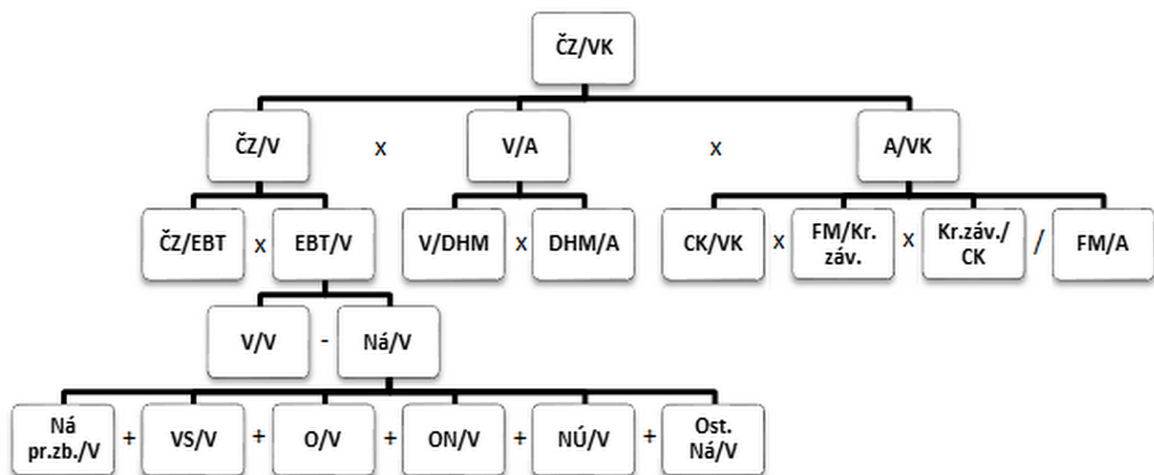 ČZ/VK
ČZ/V x V/A x A/VK
ČZ/EBT x EBT/V V/DHM x DHM/A CK/VK x FM/Kr. záv. x Kr.záv./ CK / FM/A
V/V - Ná/V
Ná pr.zb./V + VS/V + O/V + ON/V + NÚ/V + Ost. Ná/V